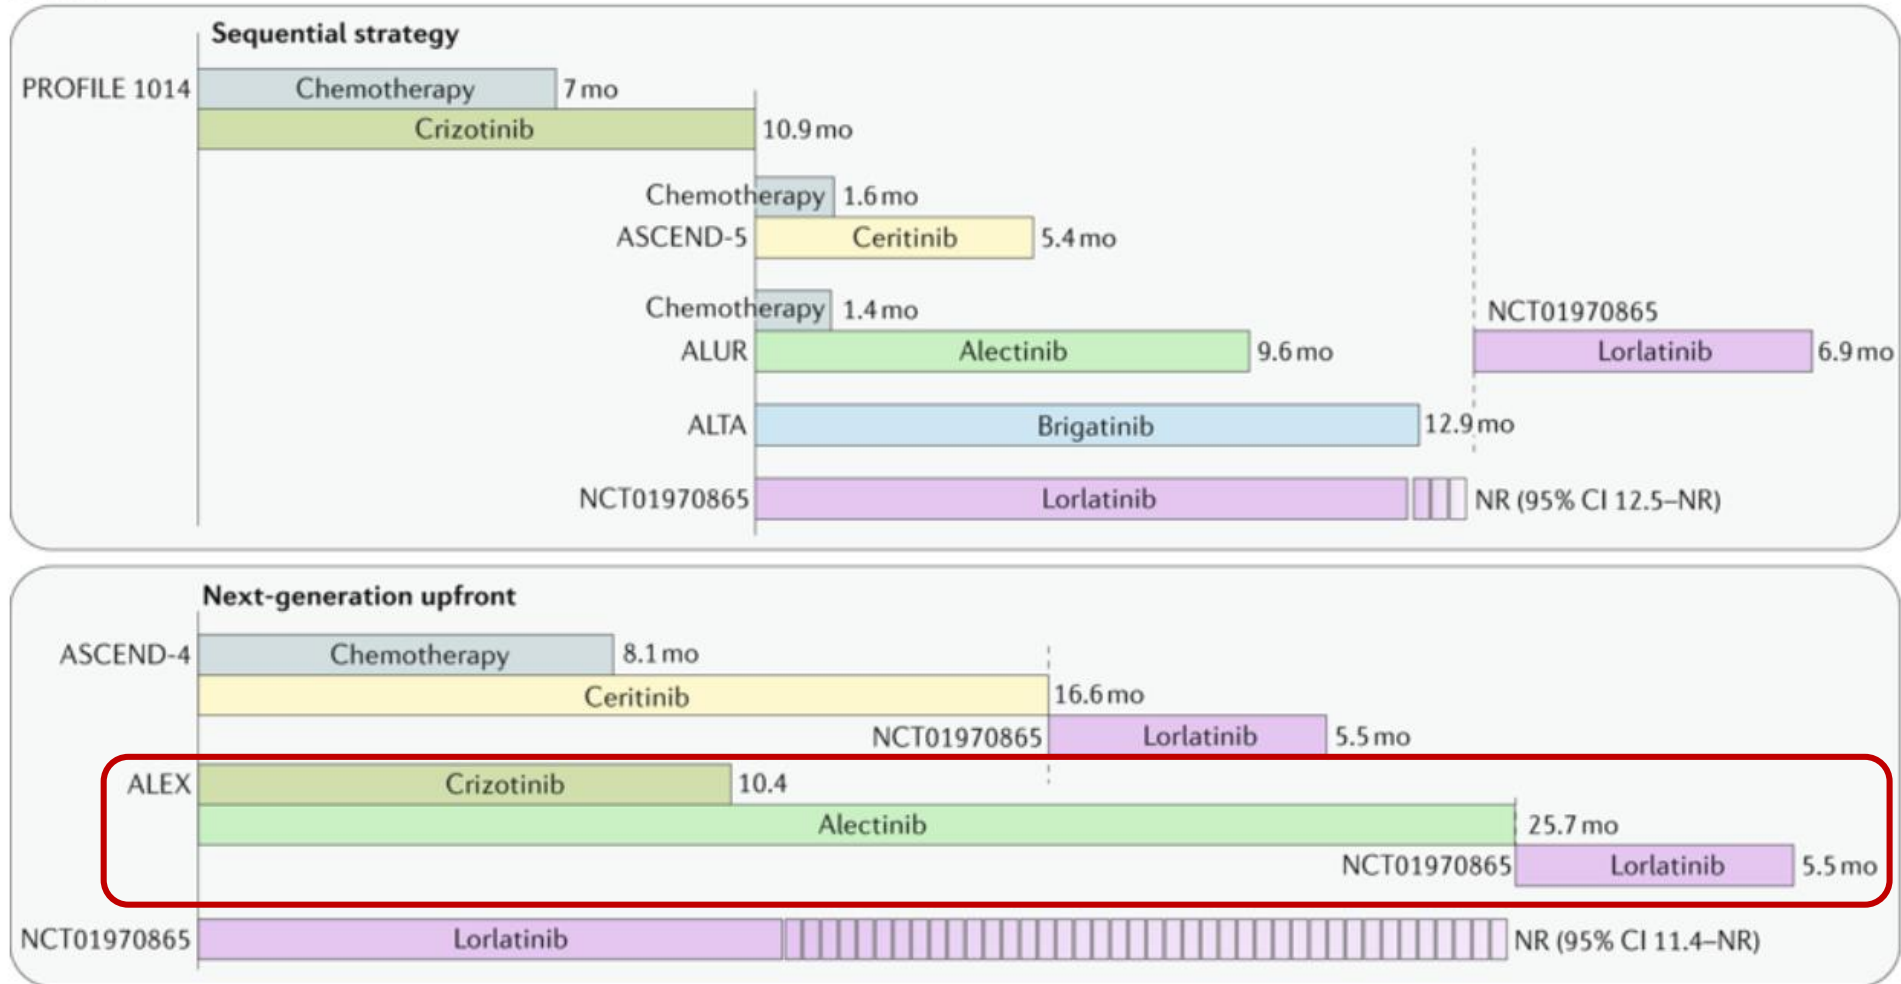 Sequential strategy
PROFILE 1014
Chemotherapy
7 mo
Crizotinib
10.9 mo
Chemotherapy
1.6 mo
ASCEND-5
Ceritinib
5.4 mo
Chemotherapy
1.4 mo
NCT01970865
ALUR
Alectinib
9.6 mo
Lorlatinib
6.9 mo
ALTA
Brigatinib
12.9 mo
NCT01970865
Lorlatinib
NR (95% CI 12.5–NR)
Next-generation upfront
ASCEND-4
Chemotherapy
8.1 mo
Ceritinib
16.6 mo
NCT01970865
Lorlatinib
5.5 mo
ALEX
Crizotinib
10.4
Alectinib
25.7 mo
NCT01970865
Lorlatinib
5.5 mo
NCT01970865
Lorlatinib
NR (95% CI 11.4–NR)